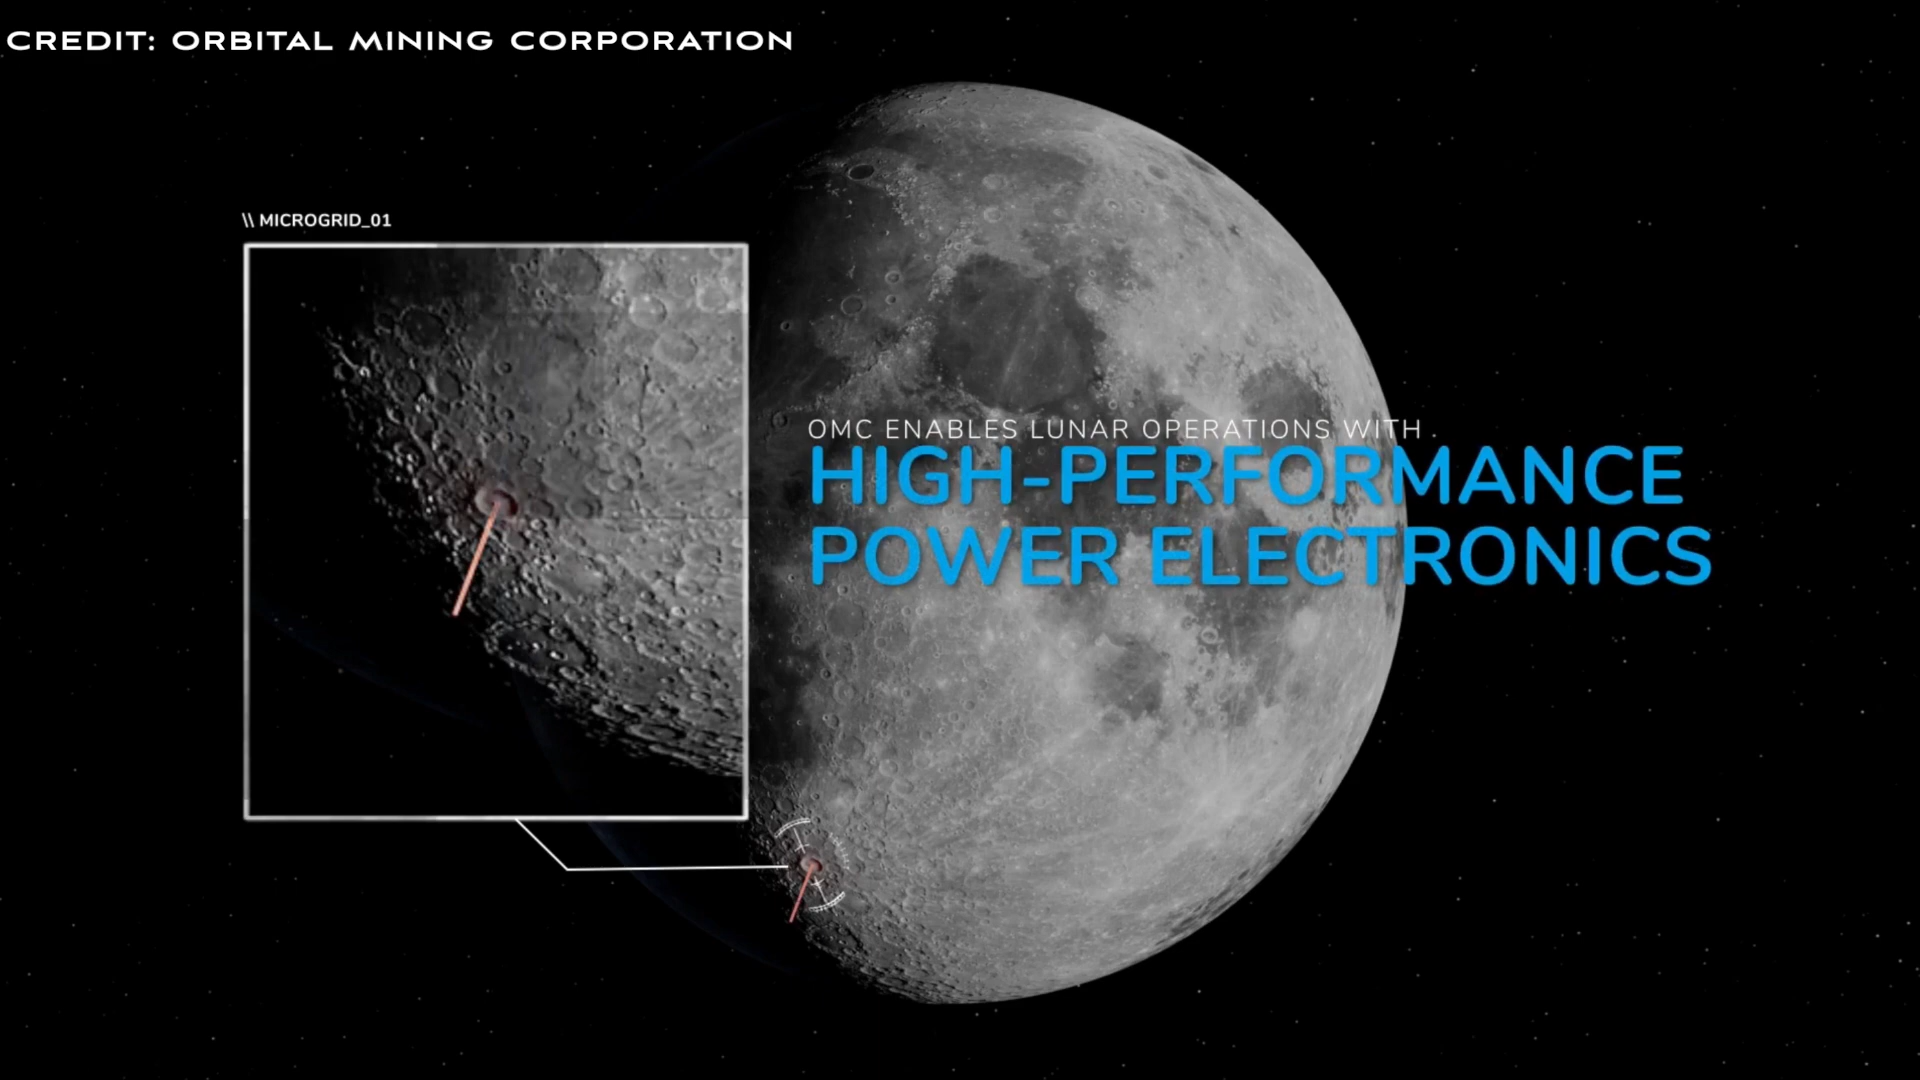 CREDIT: ORBITAL MINING CORPORATION
\\ MICROGRID_01
OMC ENABLES LUNAR OPERATIONS WITH
HIGH-PERFORMANCE
POWER ELECTRONICS